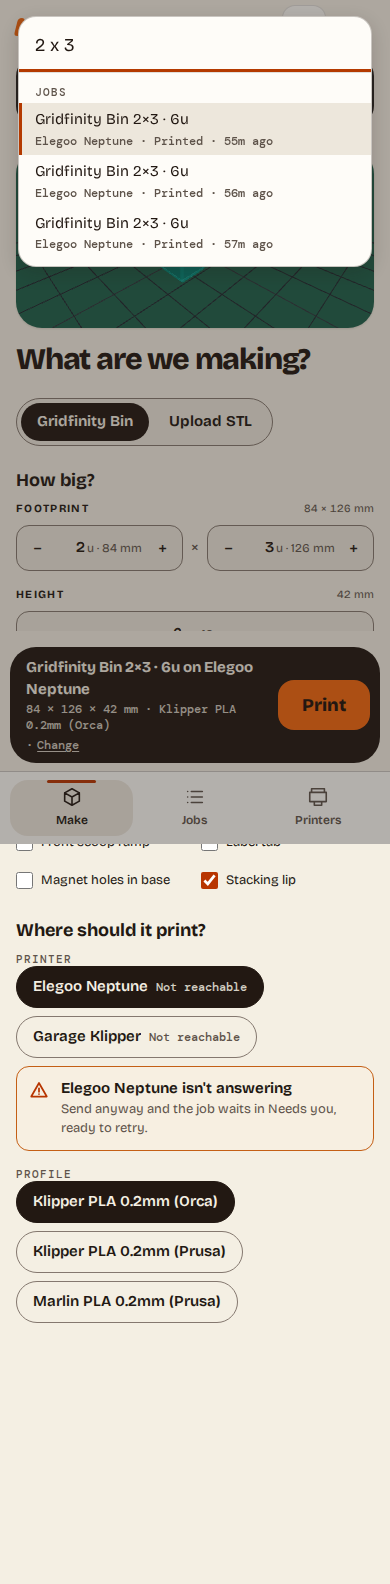 2 x 3
JOBS
Gridfinity Bin 2×3 · 6u
Elegoo Neptune · Printed · 55m ago
Gridfinity Bin 2×3 · 6u
Elegoo Neptune · Printed · 56m ago
Gridfinity Bin 2×3 · 6u
Elegoo Neptune · Printed · 57m ago
What are we making?
Gridfinity Bin Upload STL
How big?
FOOTPRINT 84 × 126 mm
− 2 u · 84 mm + × − 3 u · 126 mm +
HEIGHT 42 mm
Gridfinity Bin 2×3 · 6u on Elegoo
Neptune
84 × 126 × 42 mm · Klipper PLA
0.2mm (Orca)
· Change
Print
Make Jobs Printers
Magnet holes in base Stacking lip
Where should it print?
PRINTER
Elegoo Neptune Not reachable
Garage Klipper Not reachable
Elegoo Neptune isn't answering
Send anyway and the job waits in Needs you,
ready to retry.
PROFILE
Klipper PLA 0.2mm (Orca)
Klipper PLA 0.2mm (Prusa)
Marlin PLA 0.2mm (Prusa)